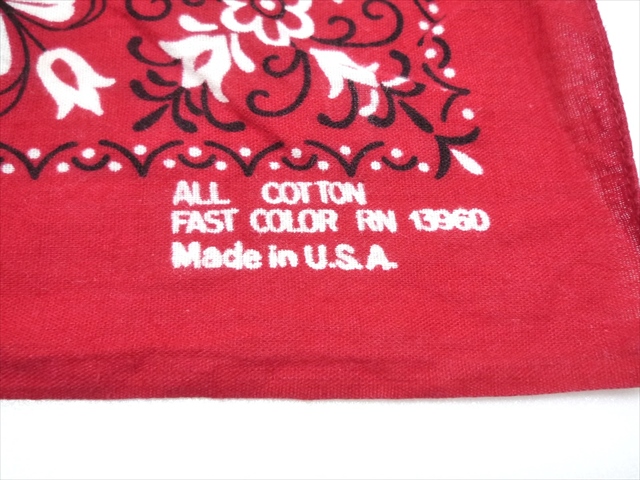 ALL COTTON
FAST COLOR RN 13960
Made in U.S.A.